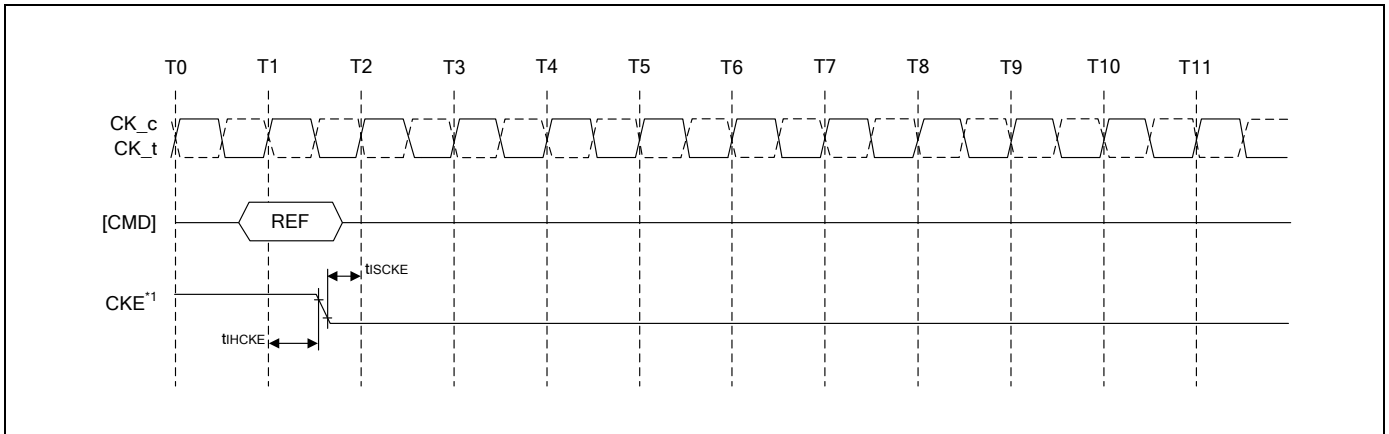 T0 T1 T2 T3 T4 T5 T6 T7 T8 T9 T10 T11
CK_c
CK_t
[CMD] REF
tISCKE
CKE*1
tIHCKE